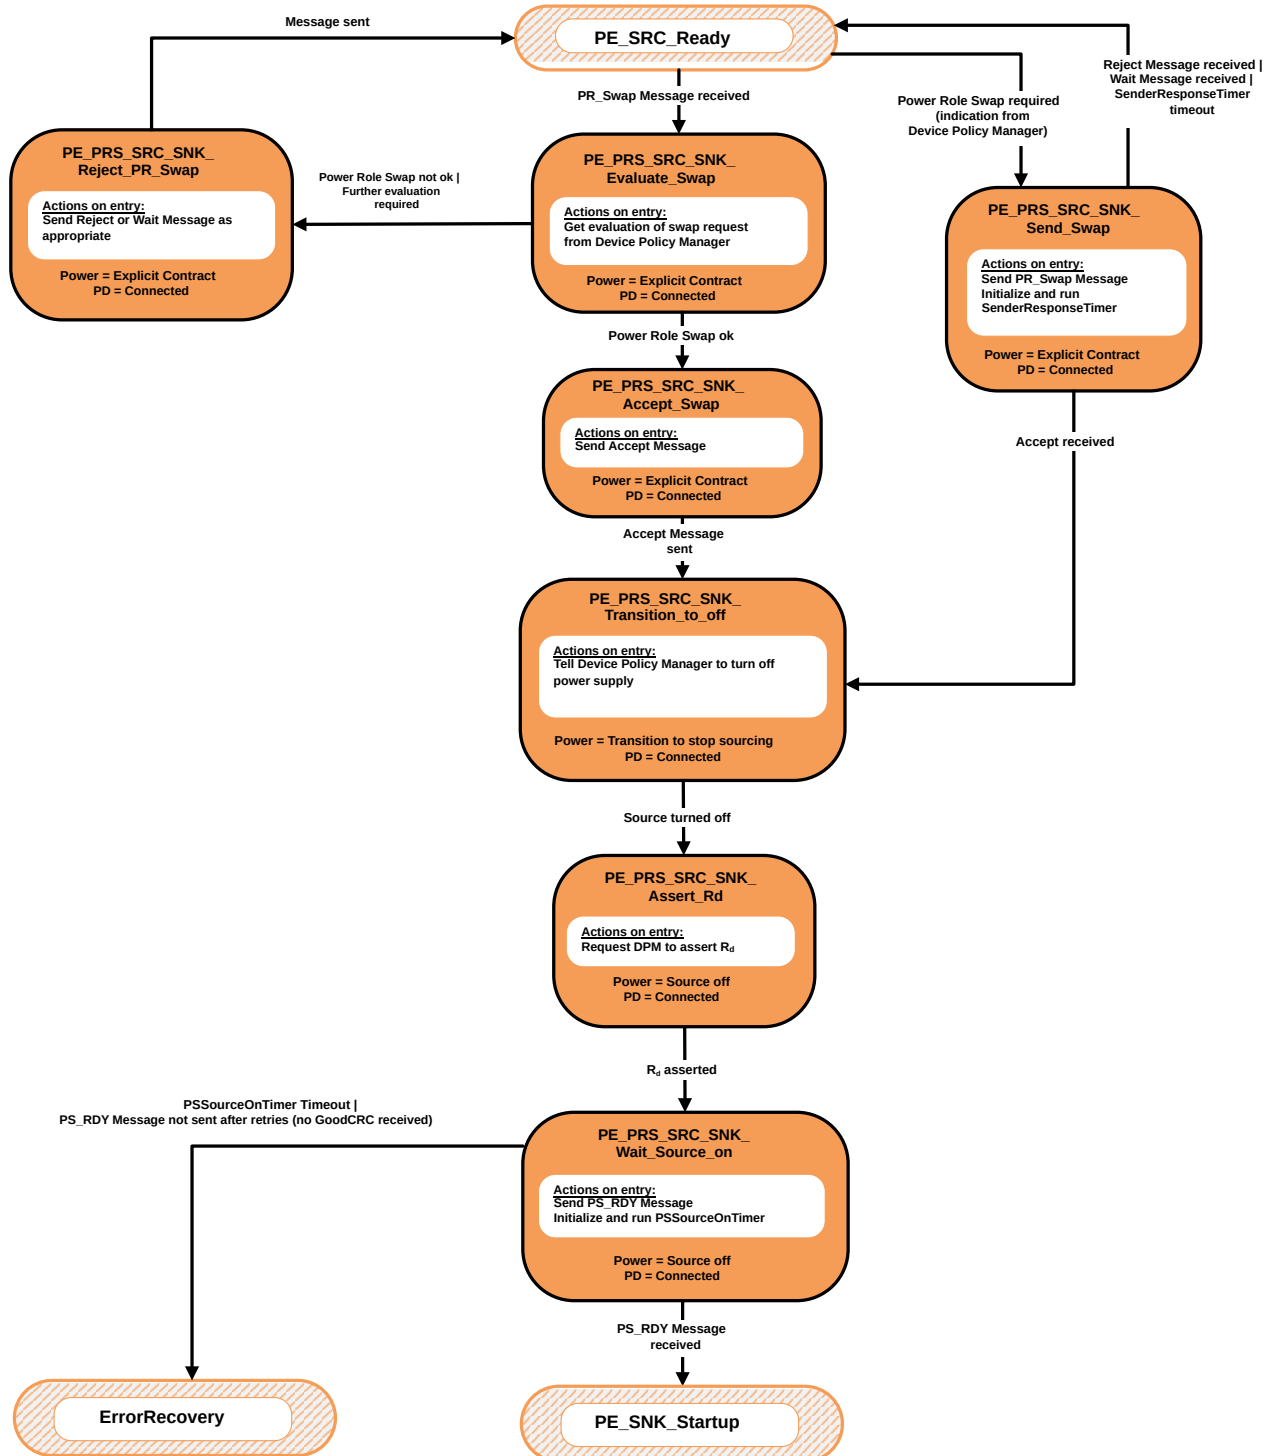 Message sent
PE_SRC_Ready
PR_Swap Message received
Power Role Swap required
(indication from
Device Policy Manager)
Reject Message received |
Wait Message received |
SenderResponseTimer
timeout
PE_PRS_SRC_SNK_
Reject_PR_Swap
Actions on entry:
Send Reject or Wait Message as
appropriate
Power = Explicit Contract
PD = Connected
Power Role Swap not ok |
Further evaluation
required
PE_PRS_SRC_SNK_
Evaluate_Swap
Actions on entry:
Get evaluation of swap request
from Device Policy Manager
Power = Explicit Contract
PD = Connected
PE_PRS_SRC_SNK_
Send_Swap
Actions on entry:
Send PR_Swap Message
Initialize and run
SenderResponseTimer
Power = Explicit Contract
PD = Connected
Power Role Swap ok
PE_PRS_SRC_SNK_
Accept_Swap
Actions on entry:
Send Accept Message
Power = Explicit Contract
PD = Connected
Accept received
Accept Message
sent
PE_PRS_SRC_SNK_
Transition_to_off
Actions on entry:
Tell Device Policy Manager to turn off
power supply
Power = Transition to stop sourcing
PD = Connected
Source turned off
PE_PRS_SRC_SNK_
Assert_Rd
Actions on entry:
Request DPM to assert Rd
Power = Source off
PD = Connected
Rd asserted
PSSourceOnTimer Timeout |
PS_RDY Message not sent after retries (no GoodCRC received)
PE_PRS_SRC_SNK_
Wait_Source_on
Actions on entry:
Send PS_RDY Message
Initialize and run PSSourceOnTimer
Power = Source off
PD = Connected
PS_RDY Message
received
ErrorRecovery
PE_SNK_Startup